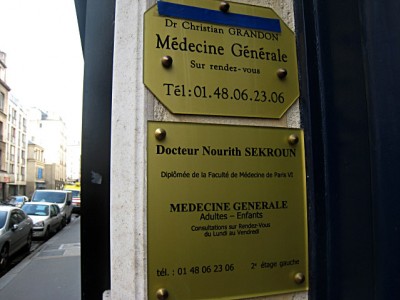 Dr Christian GRANDON
Médecine Générale
Sur rendez-vous
Tél: 01.48.06.23.06
Docteur Nourith SEKROUN
Diplômée de la Faculté de Médecine de Paris VI
MEDECINE GENERALE
Adultes – Enfants
Consultations sur Rendez-Vous
du Lundi au Vendredi
tél. : 01 48 06 23 06 2e étage gauche